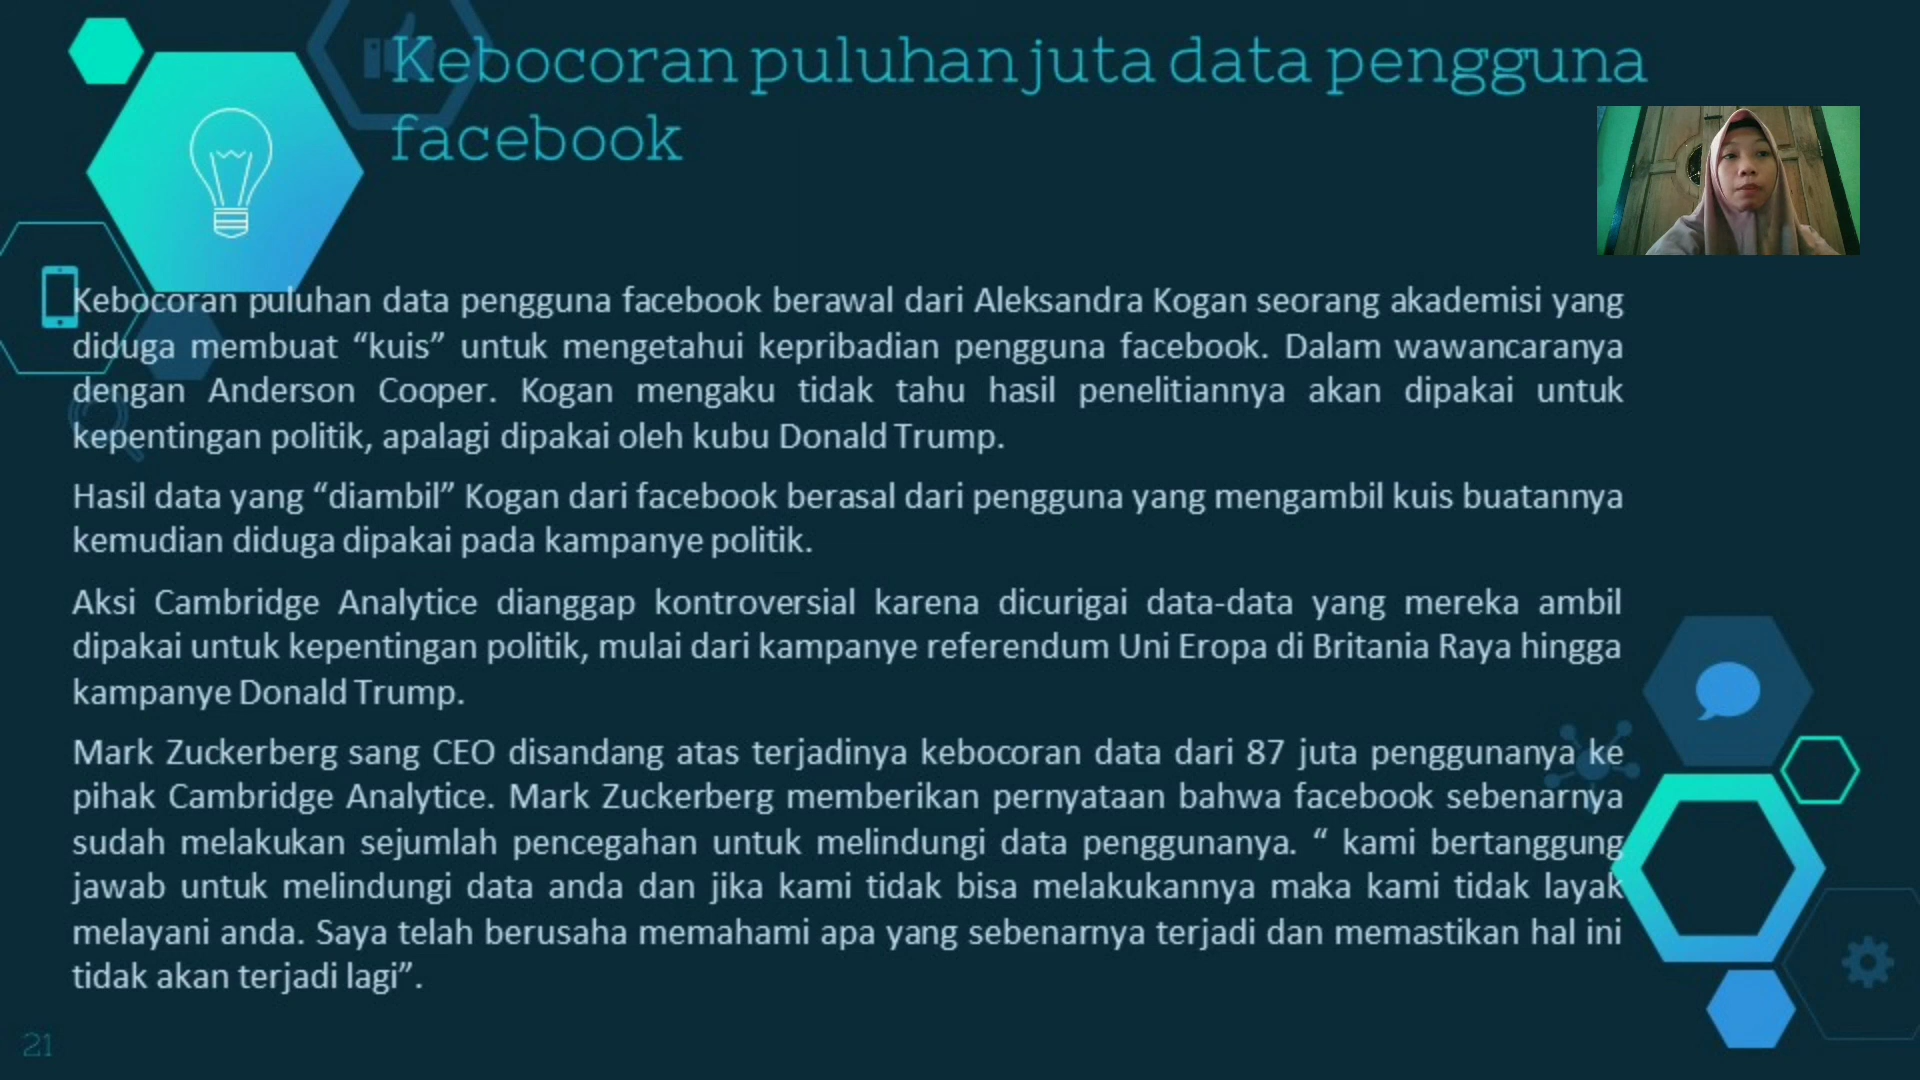 Kebocoran puluhan juta data pengguna
facebook
Kebocoran puluhan data pengguna facebook berawal dari Aleksandra Kogan seorang akademisi yang
diduga membuat “kuis” untuk mengetahui kepribadian pengguna facebook. Dalam wawancaranya
dengan Anderson Cooper. Kogan mengaku tidak tahu hasil penelitiannya akan dipakai untuk
kepentingan politik, apalagi dipakai oleh kubu Donald Trump.
Hasil data yang “diambil” Kogan dari facebook berasal dari pengguna yang mengambil kuis buatannya
kemudian diduga dipakai pada kampanye politik.
Aksi Cambridge Analytice dianggap kontroversial karena dicurigai data-data yang mereka ambil
dipakai untuk kepentingan politik, mulai dari kampanye referendum Uni Eropa di Britania Raya hingga
kampanye Donald Trump.
Mark Zuckerberg sang CEO disandang atas terjadinya kebocoran data dari 87 juta penggunanya ke
pihak Cambridge Analytice. Mark Zuckerberg memberikan pernyataan bahwa facebook sebenarnya
sudah melakukan sejumlah pencegahan untuk melindungi data penggunanya. “ kami bertanggung
jawab untuk melindungi data anda dan jika kami tidak bisa melakukannya maka kami tidak layak
melayani anda. Saya telah berusaha memahami apa yang sebenarnya terjadi dan memastikan hal ini
tidak akan terjadi lagi”.
21